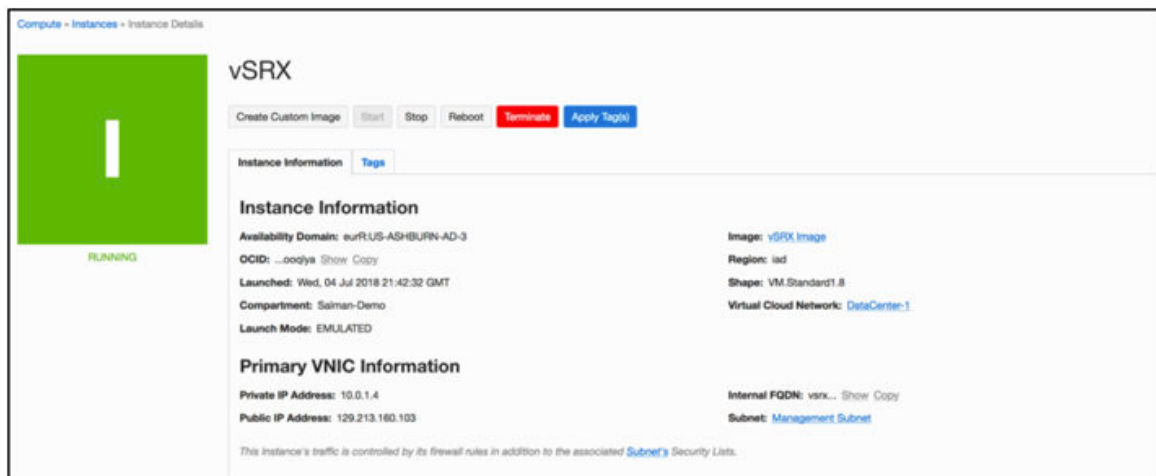 Compute » Instances » Instance Details
vSRX
Create Custom Image Start Stop Reboot Terminate Apply Tag(s)
Instance Information Tags
Instance Information
Availability Domain: eurR:US-ASHBURN-AD-3 Image: vSRX Image
OCID: ...ooqlya Show Copy Region: iad
Launched: Wed, 04 Jul 2018 21:42:32 GMT Shape: VM.Standard1.8
Compartment: Salman-Demo Virtual Cloud Network: DataCenter-1
Launch Mode: EMULATED
RUNNING
Primary VNIC Information
Private IP Address: 10.0.1.4 Internal FQDN: vsrx... Show Copy
Public IP Address: 129.213.160.103 Subnet: Management Subnet
This Instance's traffic is controlled by its firewall rules in addition to the associated Subnet's Security Lists.